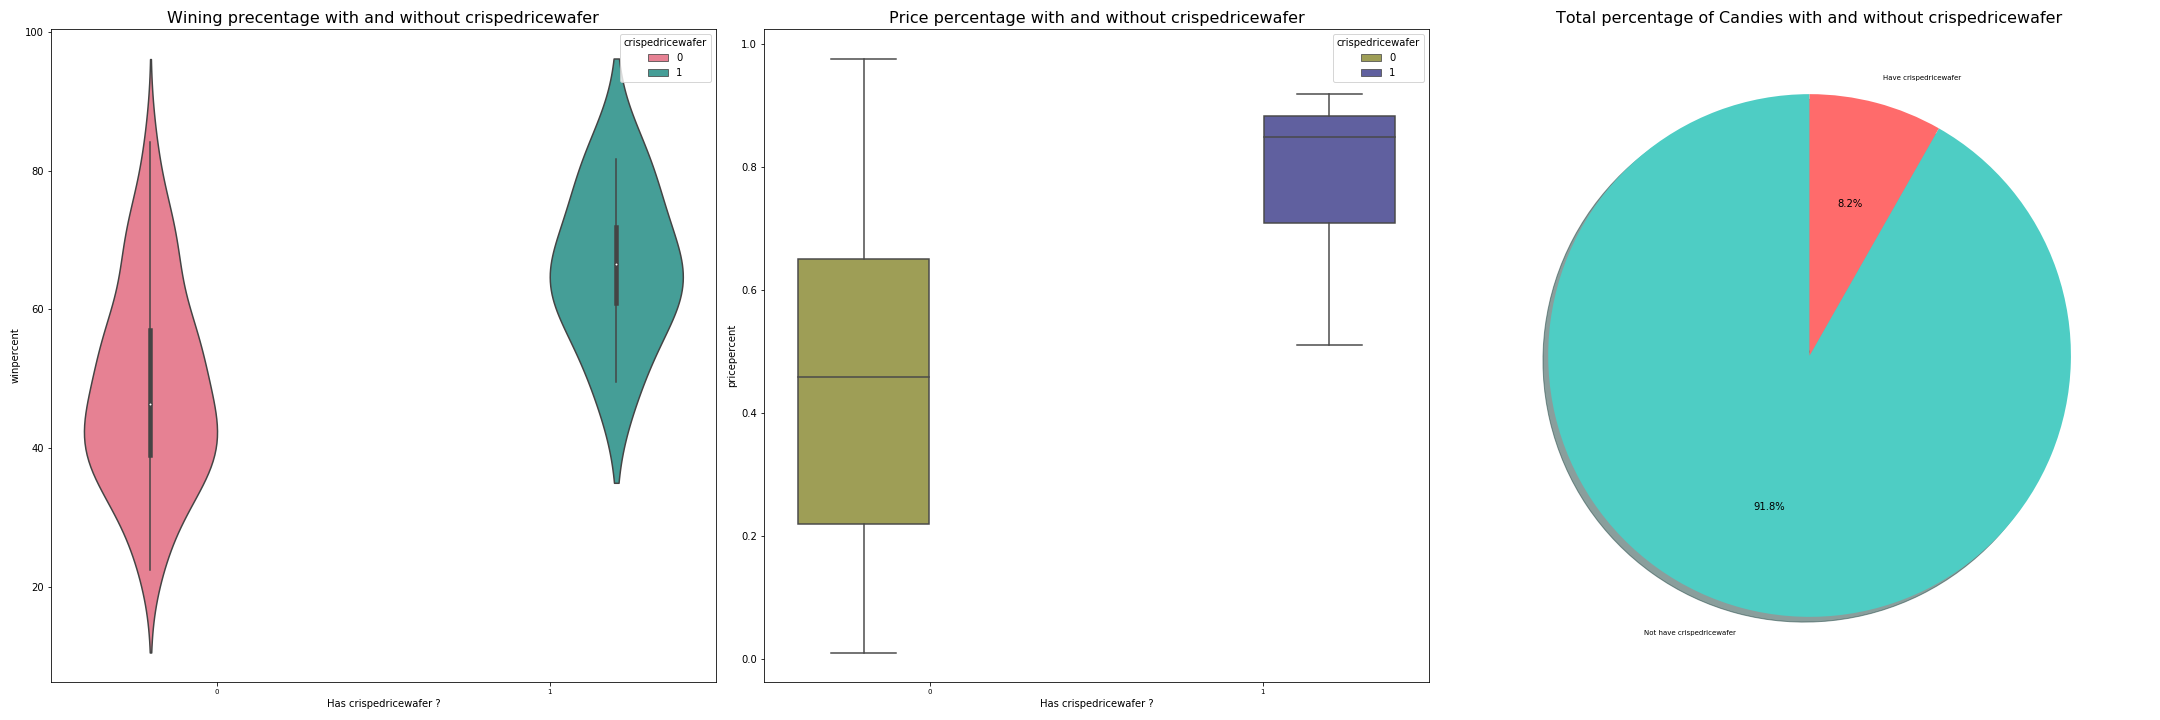 Wining precentage with and without crispedricewafer
100
80
60
40
20
winpercent
0
1
Has crispedricewafer ?
crispedricewafer
0
1
Price percentage with and without crispedricewafer
1.0
0.8
0.6
0.4
0.2
0.0
pricepercent
0
1
Has crispedricewafer ?
crispedricewafer
0
1
Total percentage of Candies with and without crispedricewafer
Have crispedricewafer
8.2%
91.8%
Not have crispedricewafer